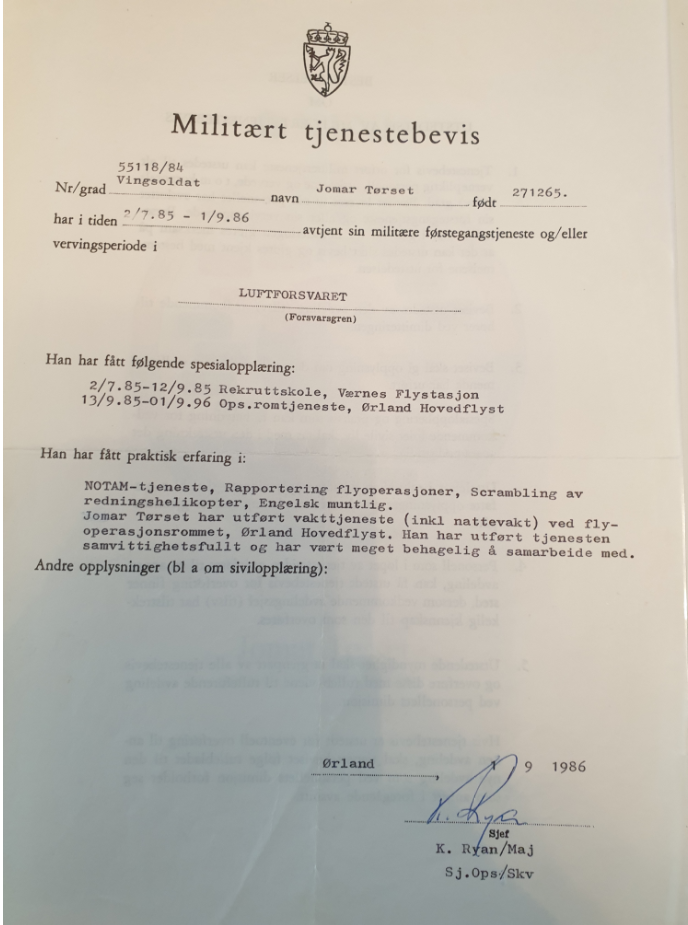 Militært tjenestebevis
55118/84
Nr/grad Vingsoldat navn Jomar Tørset født 271265.
har i tiden 2/7.85 - 1/9.86 avtjent sin militære førstegangstjeneste og/eller
vervingsperiode i
LUFTFORSVARET
(Forsvarsgren)
Han har fått følgende spesialopplæring:
2/7.85-12/9.85 Rekruttskole, Værnes Flystasjon
13/9.85-01/9.96 Ops.romtjeneste, Ørland Hovedflyst
Han har fått praktisk erfaring i:
NOTAM-tjeneste, Rapportering flyoperasjoner, Scrambling av
redningshelikopter, Engelsk muntlig.
Jomar Tørset har utført vakttjeneste (inkl nattevakt) ved fly-
operasjonsrommet, Ørland Hovedflyst. Han har utført tjenesten
samvittighetsfullt og har vært meget behagelig å samarbeide med.
Andre opplysninger (bl a om sivilopplæring):
Ørland, 1/9 1986
K. Ryan
Sjef
K. Ryan/Maj
Sj.Ops/Skv